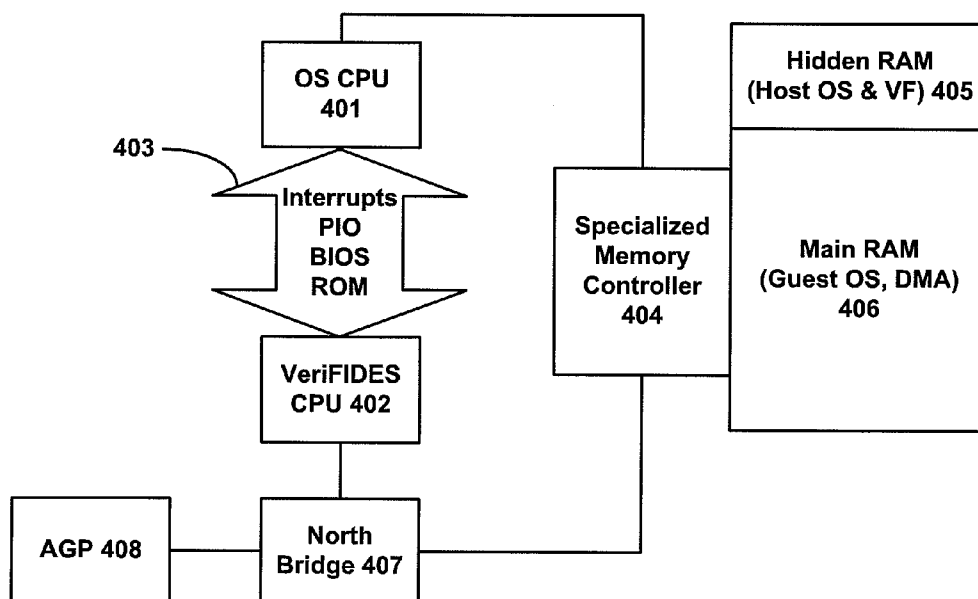 OS CPU
401
Hidden RAM
(Host OS & VF) 405
403
Interrupts
PIO
BIOS
ROM
Specialized
Memory
Controller
404
Main RAM
(Guest OS, DMA)
406
VeriFIDES
CPU 402
AGP 408
North
Bridge 407